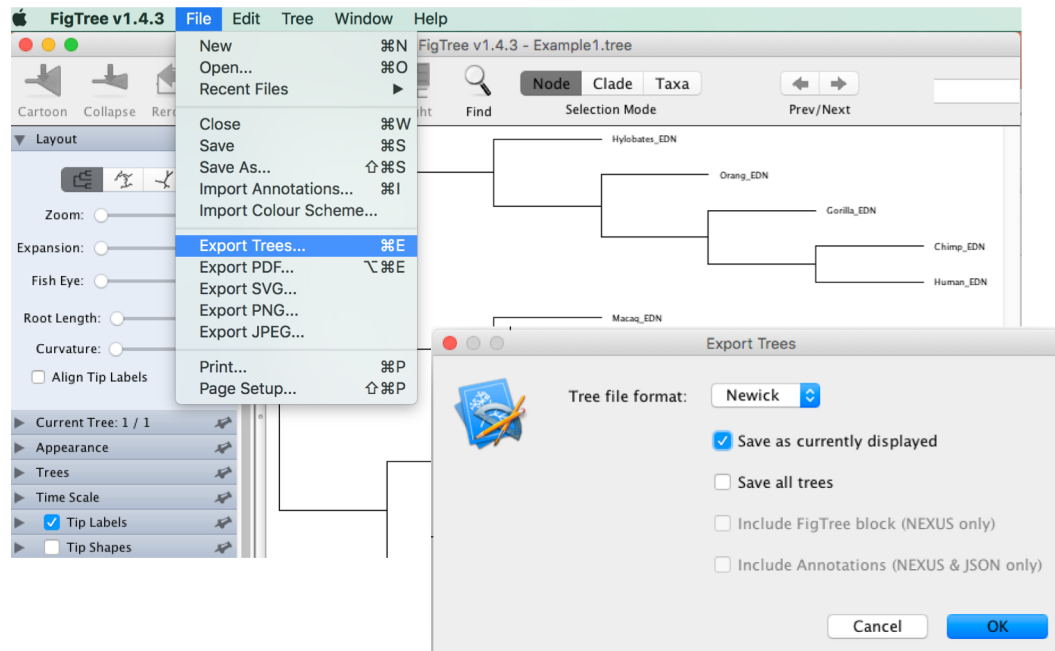 FigTree v1.4.3 File Edit Tree Window Help
FigTree v1.4.3 - Example1.tree
New ⌘N
Open... ⌘O
Recent Files ▶
Close ⌘W
Save ⌘S
Save As... ⇧⌘S
Import Annotations... ⌘I
Import Colour Scheme...
Export Trees... ⌘E
Export PDF... ⌥⌘E
Export SVG...
Export PNG...
Export JPEG...
Print... ⌘P
Page Setup... ⇧⌘P
Cartoon Collapse
Find
Node Clade Taxa
Selection Mode
Prev/Next
Layout
Zoom:
Expansion:
Fish Eye:
Root Length:
Curvature:
Align Tip Labels
Current Tree: 1 / 1
Appearance
Trees
Time Scale
Tip Labels
Tip Shapes
Hylobates_EDN
Orang_EDN
Gorilla_EDN
Chimp_EDN
Human_EDN
Macaq_EDN
Export Trees
Tree file format: Newick
Save as currently displayed
Save all trees
Include FigTree block (NEXUS only)
Include Annotations (NEXUS & JSON only)
Cancel OK